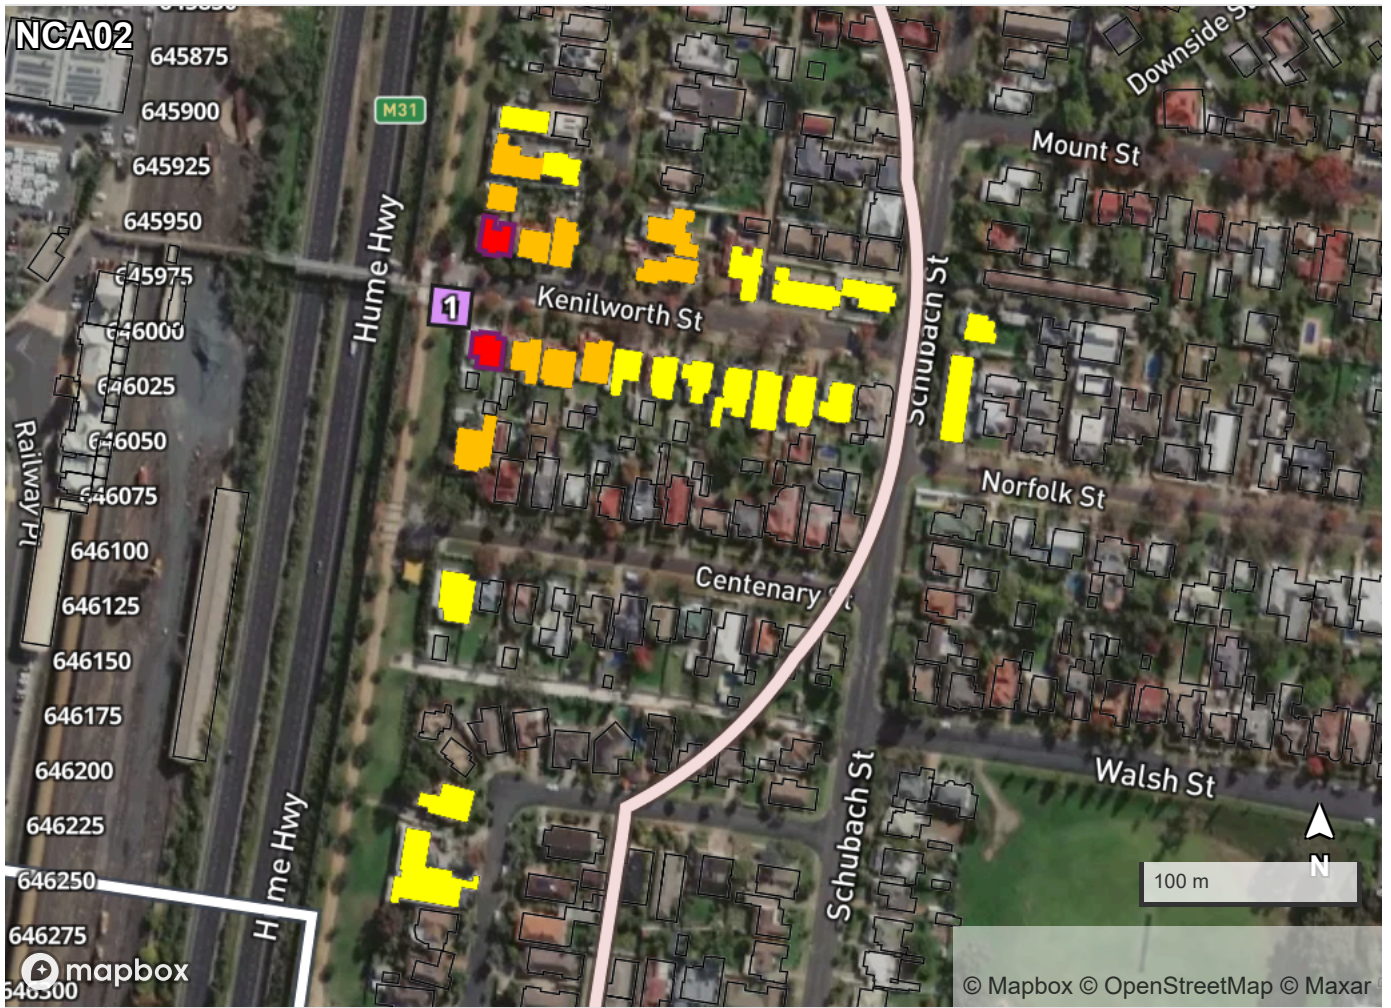 NCA02
645875
645900
645925
645950
645975
646000
646025
646050
646075
646100
646125
646150
646175
646200
646225
646250
646275
646300
M31
Hume Hwy
1
Kenilworth St
Schubach St
Downside St
Mount St
Norfolk St
Centenary St
Railway Pl
Walsh St
Schubach St
Hume Hwy
N
100 m
mapbox
© Mapbox © OpenStreetMap © Maxar